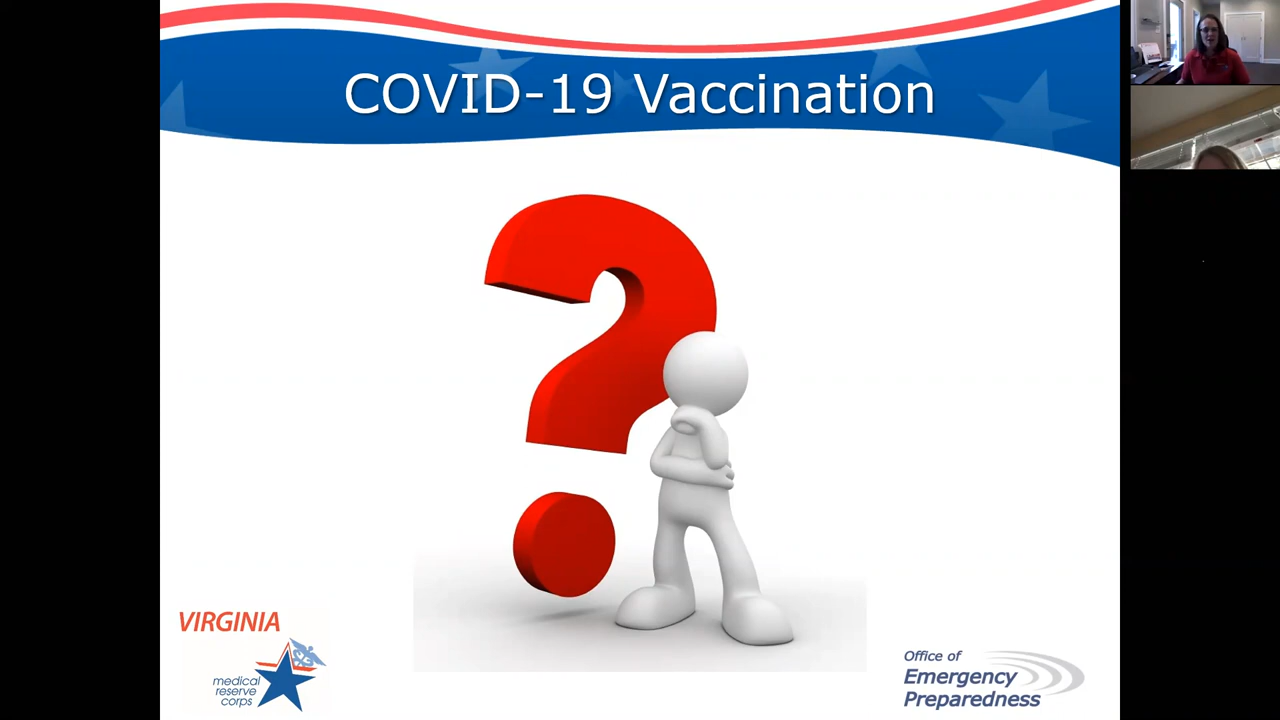 COVID-19 Vaccination
VIRGINIA
medical
reserve
corps
Office of
Emergency
Preparedness